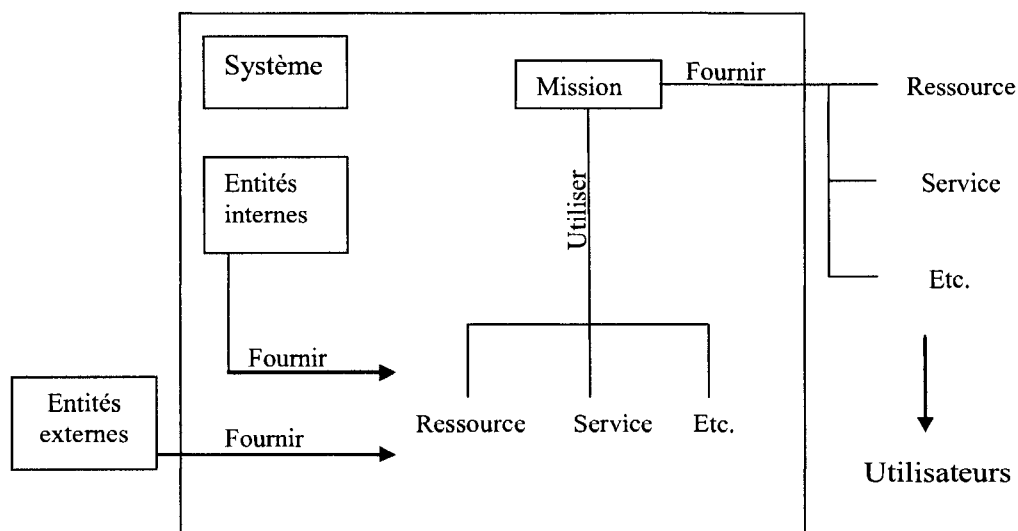 Système
Mission
Fournir
Ressource
Entités
internes
Utiliser
Service
Etc.
Fournir
Entités
externes
Fournir
Ressource
Service
Etc.
Utilisateurs